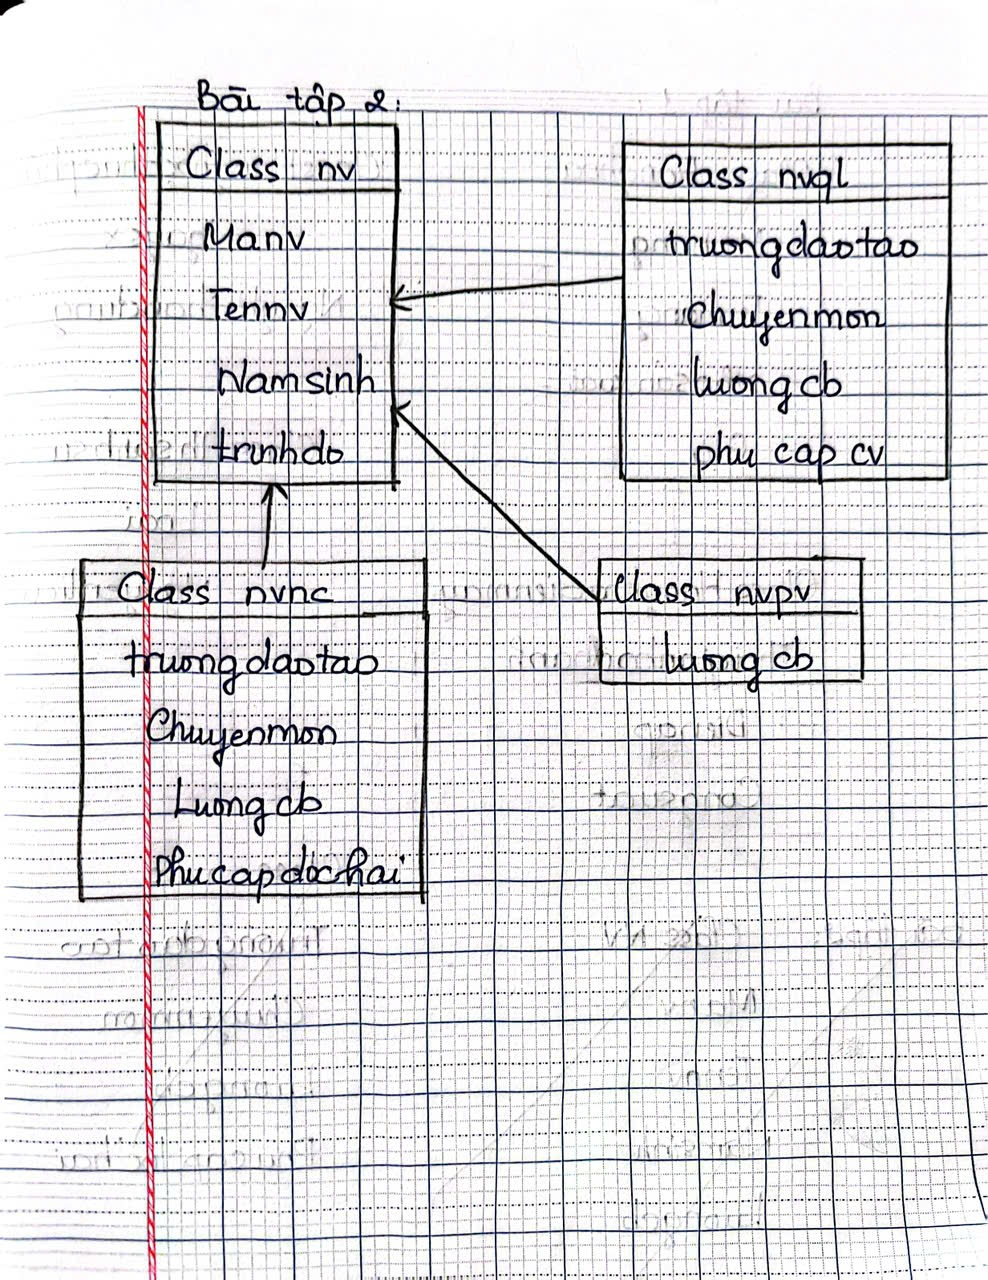 Bài tập 2:
Class nv
Manv
Tennv
Namsinh
trinhdo
Class nvql
truongdaotao
chuyenmon
luongcb
phu cap cv
Class nvnc
truongdaotao
Chuyenmon
Luongcb
Phucapdochai
Class nvpv
luongcb